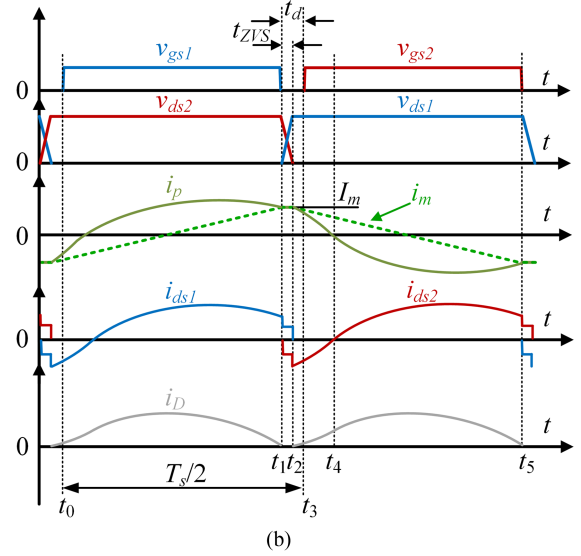 t_d
t_ZVS
v_gs1 v_gs2
0 t
v_ds2 v_ds1
0 t
i_p I_m i_m
0 t
i_ds1 i_ds2
0 t
i_D
0 t
t_1 t_2 t_4 t_5
T_s/2
t_0 t_3
(b)